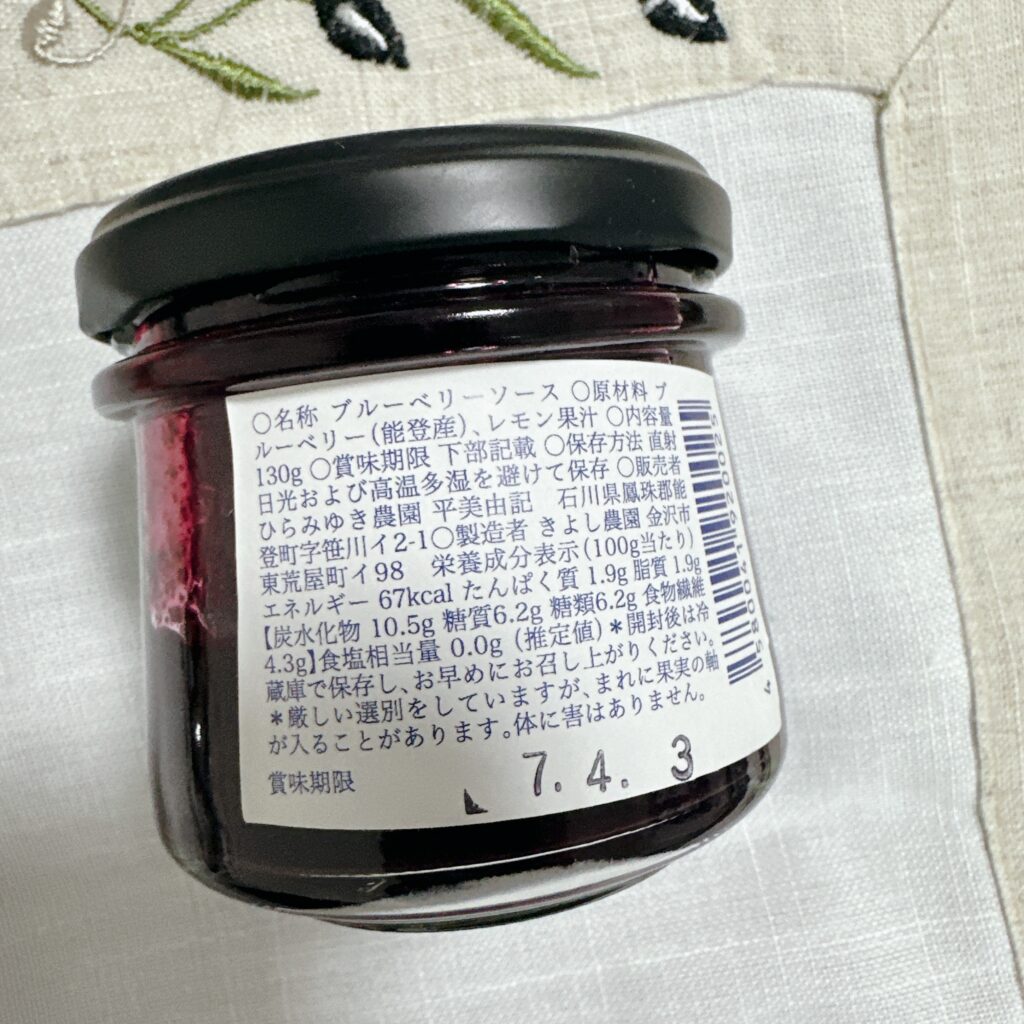 ○名称 ブルーベリーソース ○原材料 ブ
ルーベリー(能登産)、レモン果汁 ○内容量
130g ○賞味期限 下部記載 ○保存方法 直射
日光および高温多湿を避けて保存 ○販売者
ひらみゆき農園 平美由記 石川県鳳珠郡能
登町字笹川イ2-1○製造者 きよし農園 金沢市
東荒屋町イ98 栄養成分表示(100g当たり)
エネルギー 67kcal たんぱく質 1.9g 脂質 1.9g
【炭水化物 10.5g 糖質6.2g 糖類6.2g 食物繊維
4.3g】食塩相当量 0.0g (推定値)*開封後は冷
蔵庫で保存し、お早めにお召し上がりください。
*厳しい選別をしていますが、まれに果実の軸
が入ることがあります。体に害はありません。
賞味期限 7.4.3